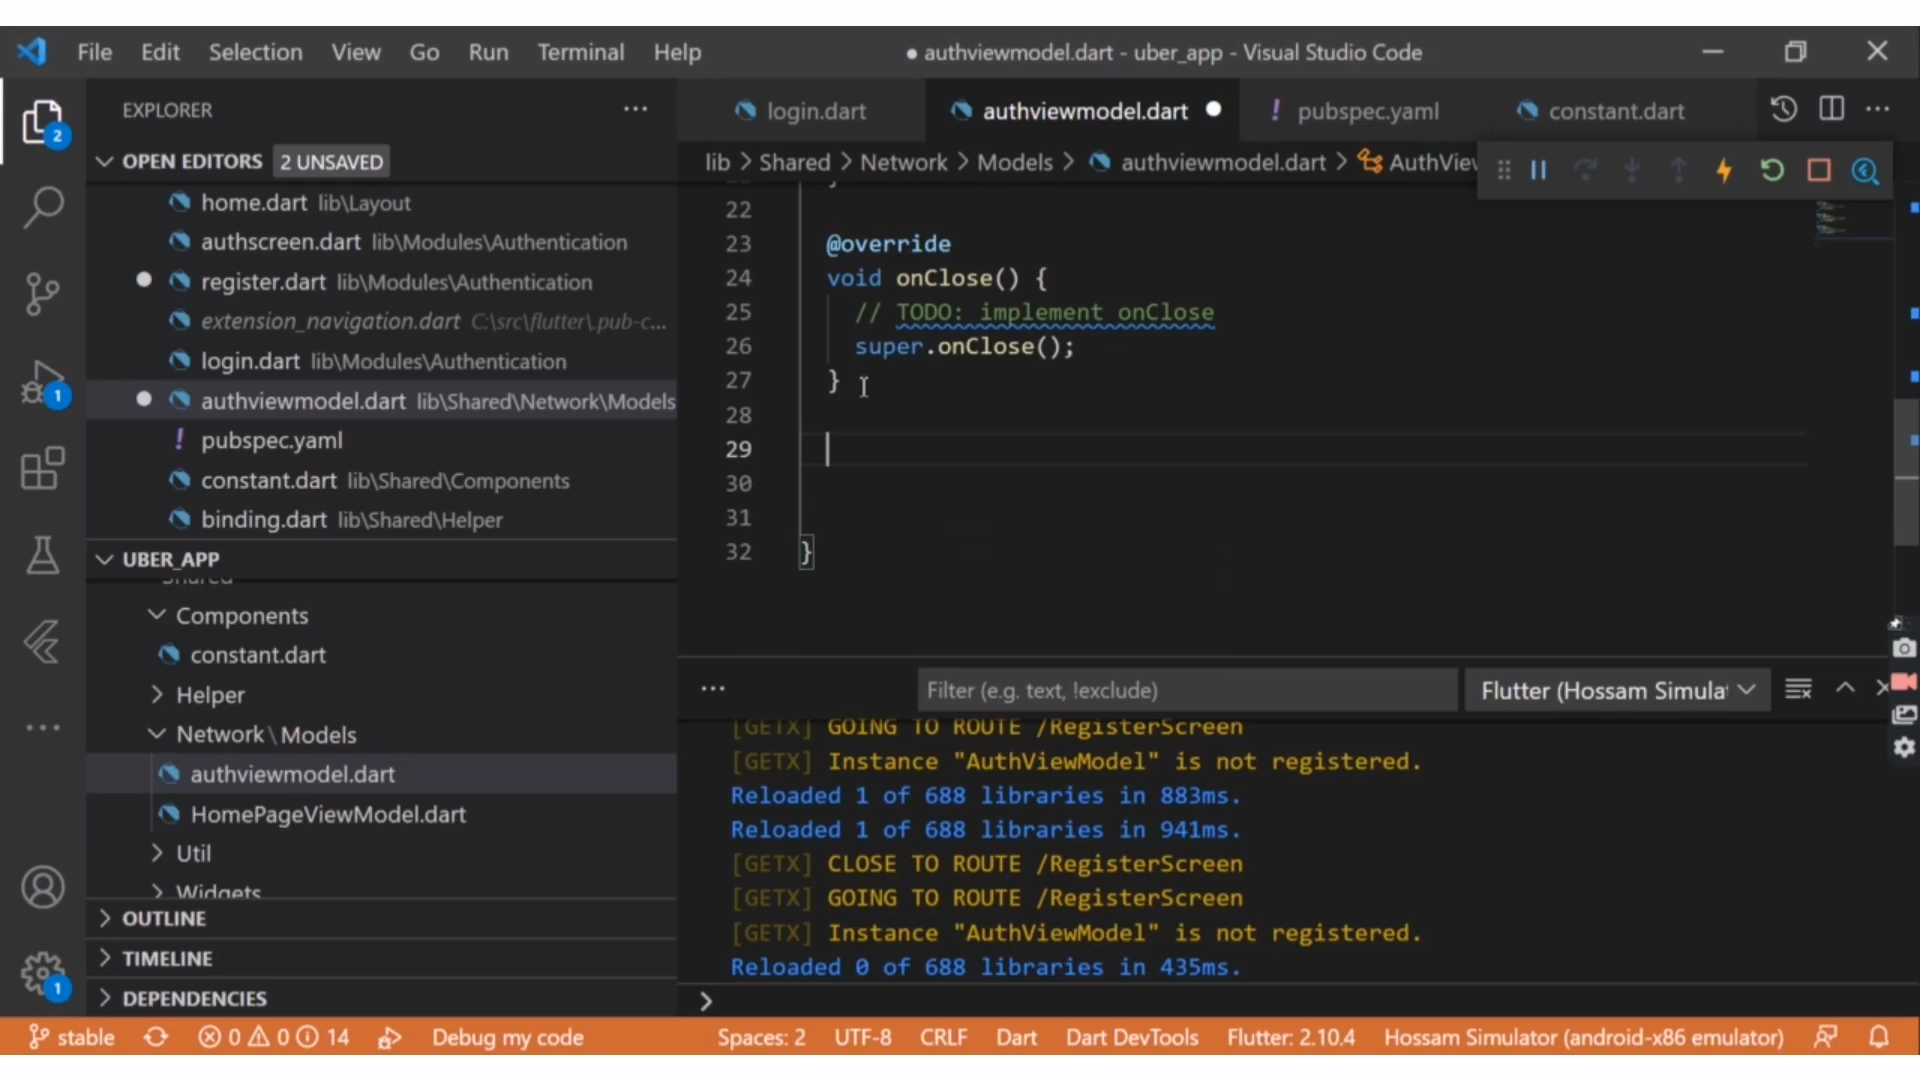 File Edit Selection View Go Run Terminal Help ● authviewmodel.dart - uber_app - Visual Studio Code
EXPLORER
login.dart authviewmodel.dart ! pubspec.yaml constant.dart
OPEN EDITORS 2 UNSAVED
lib > Shared > Network > Models > authviewmodel.dart > AuthView
home.dart lib\Layout
authscreen.dart lib\Modules\Authentication
register.dart lib\Modules\Authentication
extension_navigation.dart C:\src\flutter\.pub-c...
login.dart lib\Modules\Authentication
authviewmodel.dart lib\Shared\Network\Models
! pubspec.yaml
constant.dart lib\Shared\Components
binding.dart lib\Shared\Helper
UBER_APP
Shared
Components
constant.dart
Helper
Network\Models
authviewmodel.dart
HomePageViewModel.dart
Util
Widgets
OUTLINE
TIMELINE
DEPENDENCIES
2
1
1
22
23 @override
24 void onClose() {
25 // TODO: implement onClose
26 super.onClose();
27 }
28
29
30
31
32 }
Filter (e.g. text, !exclude) Flutter (Hossam Simula
[GETX] GOING TO ROUTE /RegisterScreen
[GETX] Instance "AuthViewModel" is not registered.
Reloaded 1 of 688 libraries in 883ms.
Reloaded 1 of 688 libraries in 941ms.
[GETX] CLOSE TO ROUTE /RegisterScreen
[GETX] GOING TO ROUTE /RegisterScreen
[GETX] Instance "AuthViewModel" is not registered.
Reloaded 0 of 688 libraries in 435ms.
stable 0 0 14 Debug my code Spaces: 2 UTF-8 CRLF Dart Dart DevTools Flutter: 2.10.4 Hossam Simulator (android-x86 emulator)